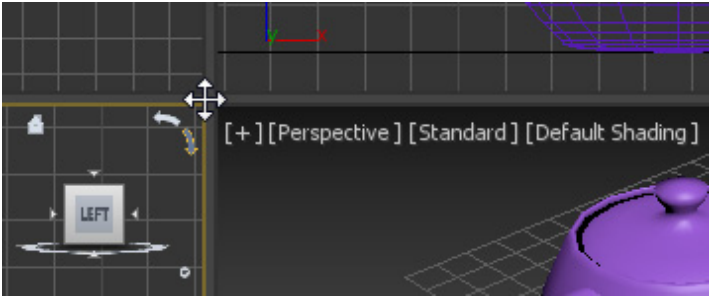 y x
[+] [Perspective ] [Standard ] [Default Shading ]
LEFT